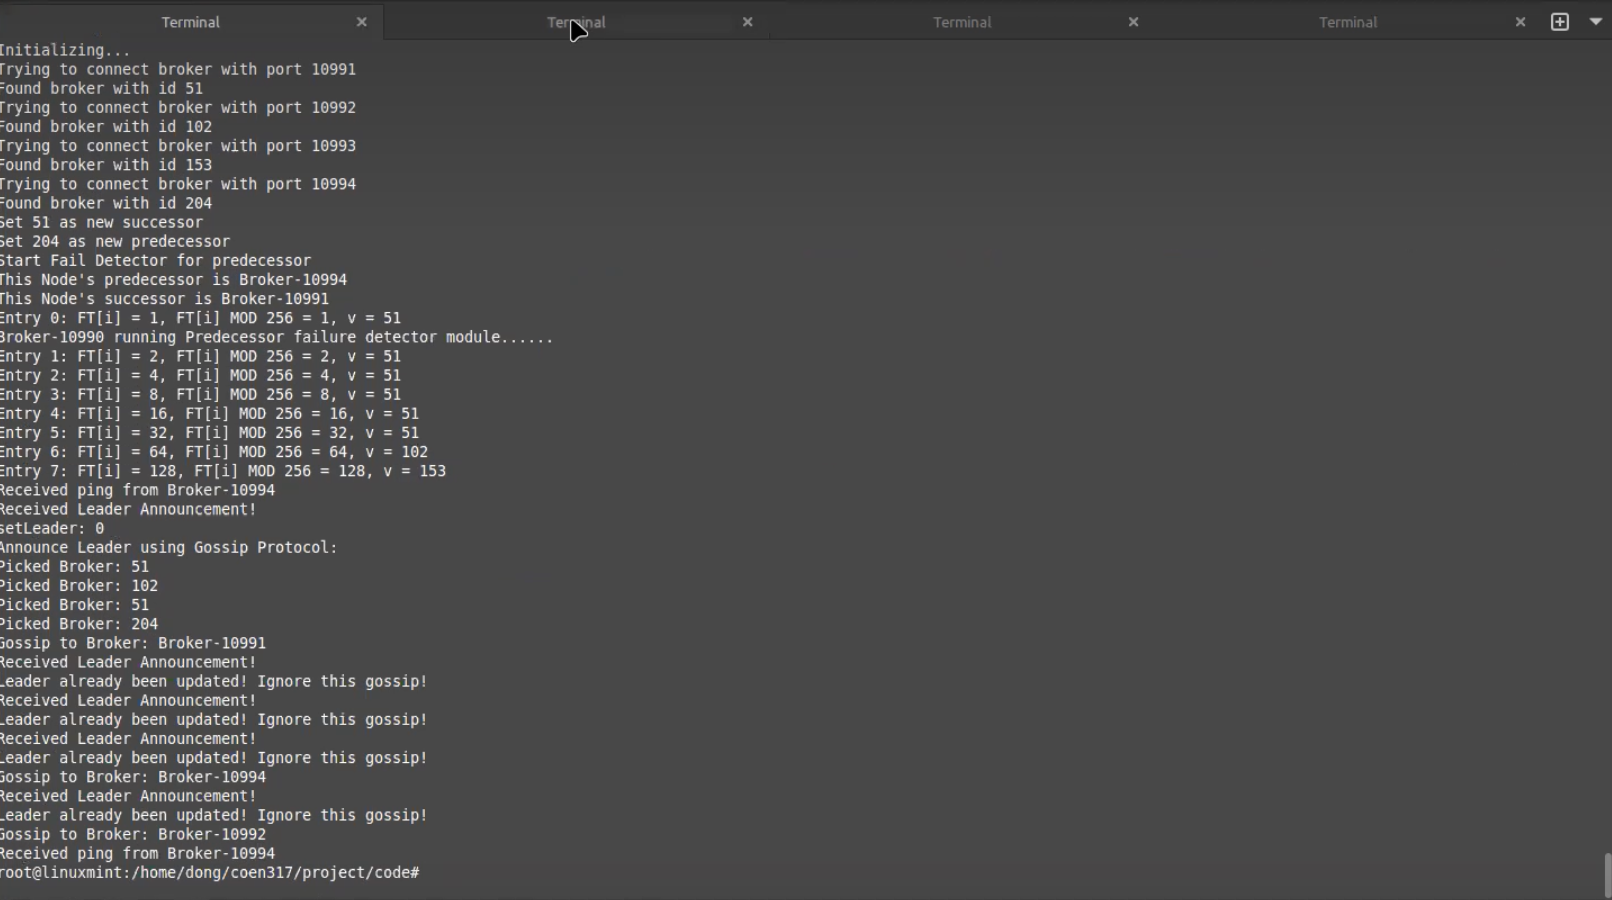 Terminal
Terminal
Terminal
Terminal
Initializing...
Trying to connect broker with port 10991
Found broker with id 51
Trying to connect broker with port 10992
Found broker with id 102
Trying to connect broker with port 10993
Found broker with id 153
Trying to connect broker with port 10994
Found broker with id 204
Set 51 as new successor
Set 204 as new predecessor
Start Fail Detector for predecessor
This Node's predecessor is Broker-10994
This Node's successor is Broker-10991
Entry 0: FT[i] = 1, FT[i] MOD 256 = 1, v = 51
Broker-10990 running Predecessor failure detector module......
Entry 1: FT[i] = 2, FT[i] MOD 256 = 2, v = 51
Entry 2: FT[i] = 4, FT[i] MOD 256 = 4, v = 51
Entry 3: FT[i] = 8, FT[i] MOD 256 = 8, v = 51
Entry 4: FT[i] = 16, FT[i] MOD 256 = 16, v = 51
Entry 5: FT[i] = 32, FT[i] MOD 256 = 32, v = 51
Entry 6: FT[i] = 64, FT[i] MOD 256 = 64, v = 102
Entry 7: FT[i] = 128, FT[i] MOD 256 = 128, v = 153
Received ping from Broker-10994
Received Leader Announcement!
setLeader: 0
Announce Leader using Gossip Protocol:
Picked Broker: 51
Picked Broker: 102
Picked Broker: 51
Picked Broker: 204
Gossip to Broker: Broker-10991
Received Leader Announcement!
Leader already been updated! Ignore this gossip!
Received Leader Announcement!
Leader already been updated! Ignore this gossip!
Received Leader Announcement!
Leader already been updated! Ignore this gossip!
Gossip to Broker: Broker-10994
Received Leader Announcement!
Leader already been updated! Ignore this gossip!
Gossip to Broker: Broker-10992
Received ping from Broker-10994
root@linuxmint:/home/dong/coen317/project/code#